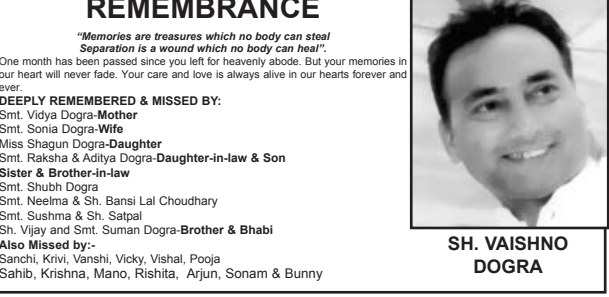 REMEMBRANCE
“Memories are treasures which no body can steal
Separation is a wound which no body can heal”.
One month has been passed since you left for heavenly abode. But your memories in
our heart will never fade. Your care and love is always alive in our hearts forever and
ever.
DEEPLY REMEMBERED & MISSED BY:
Smt. Vidya Dogra-Mother
Smt. Sonia Dogra-Wife
Miss Shagun Dogra-Daughter
Smt. Raksha & Aditya Dogra-Daughter-in-law & Son
Sister & Brother-in-law
Smt. Shubh Dogra
Smt. Neelma & Sh. Bansi Lal Choudhary
Smt. Sushma & Sh. Satpal
Sh. Vijay and Smt. Suman Dogra-Brother & Bhabi
Also Missed by:-
Sanchi, Krivi, Vanshi, Vicky, Vishal, Pooja
Sahib, Krishna, Mano, Rishita, Arjun, Sonam & Bunny
SH. VAISHNO
DOGRA